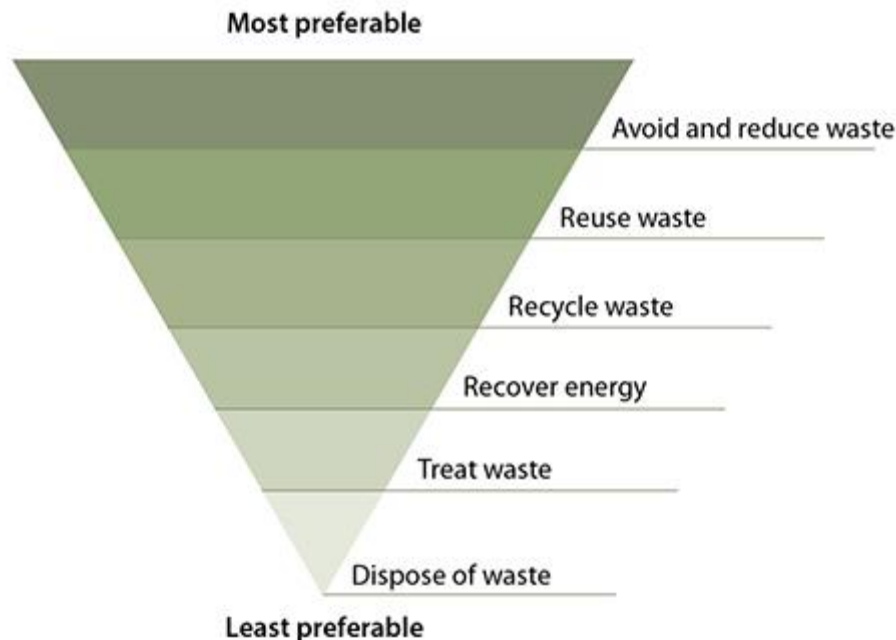 Most preferable
Avoid and reduce waste
Reuse waste
Recycle waste
Recover energy
Treat waste
Dispose of waste
Least preferable